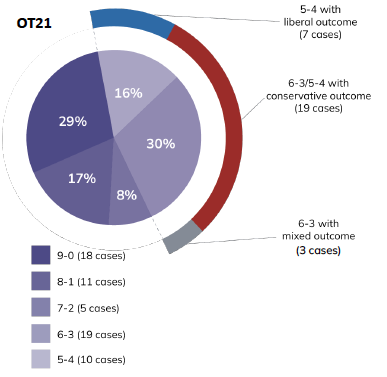 OT21
5-4 with
liberal outcome
(7 cases)
6-3/5-4 with
conservative outcome
(19 cases)
6-3 with
mixed outcome
(3 cases)
16%
29%
30%
17%
8%
9-0 (18 cases)
8-1 (11 cases)
7-2 (5 cases)
6-3 (19 cases)
5-4 (10 cases)